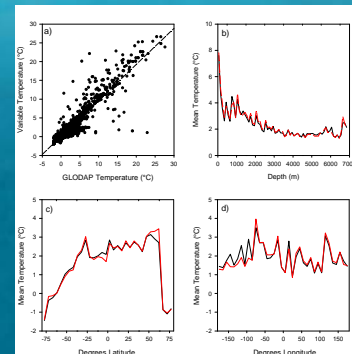 a)
Variable Temperature (°C)
30
25
20
15
10
5
0
-5
-5 0 5 10 15 20 25 30
GLODAP Temperature (°C)
b)
Mean Temperature (°C)
10
8
6
4
2
0
0 1000 2000 3000 4000 5000 6000 7000
Depth (m)
c)
Mean Temperature (°C)
5
4
3
2
1
0
-1
-2
-75 -50 -25 0 25 50 75
Degrees Latitude
d)
Mean Temperature (°C)
5
4
3
2
1
0
-1
-2
-150 -100 -50 0 50 100 150
Degrees Longitude